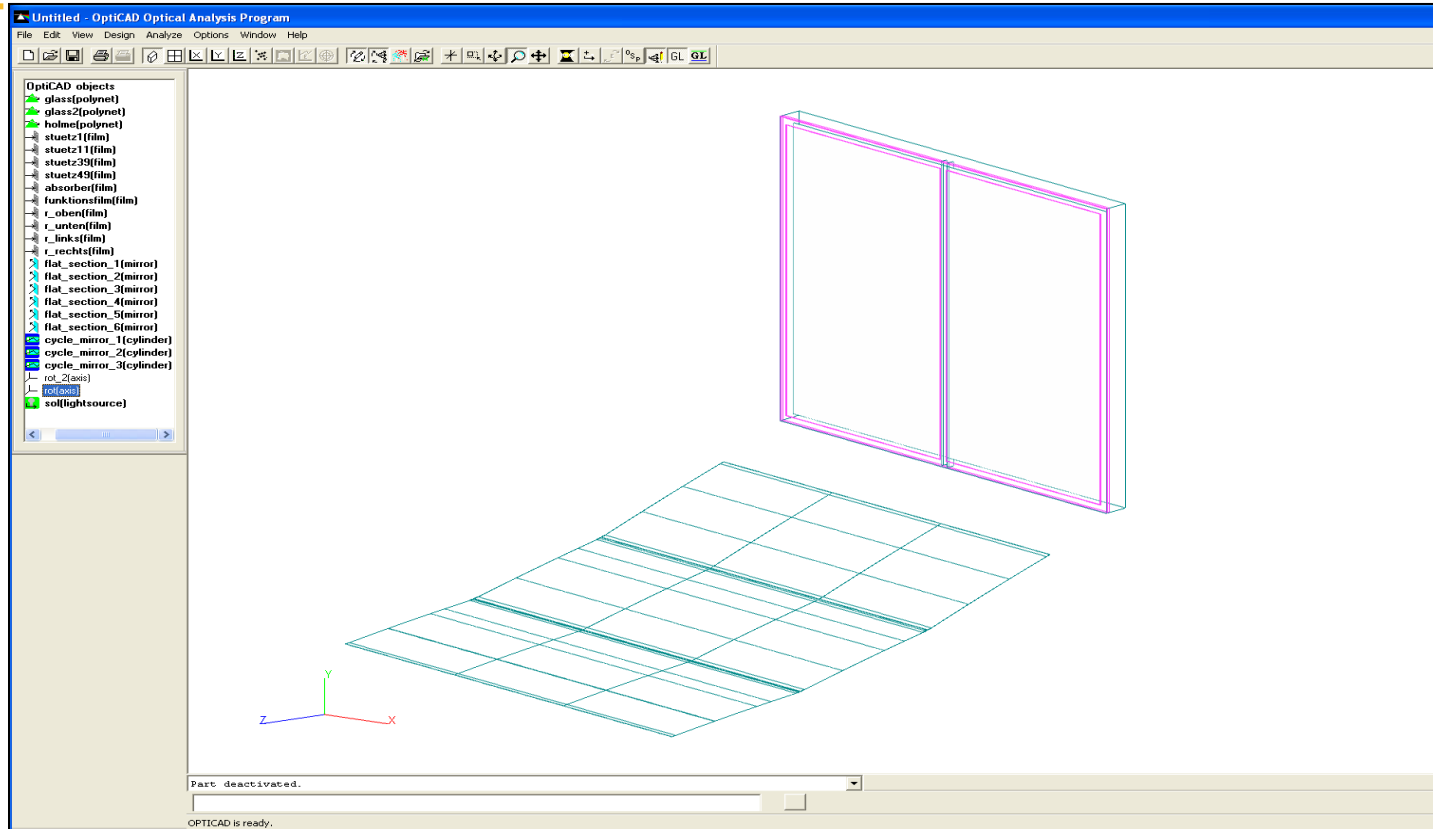 Untitled - OptiCAD Optical Analysis Program
File Edit View Design Analyze Options Window Help
GL GL
OptiCAD objects
glass(polynet)
glass2(polynet)
holme(polynet)
stuetz1(film)
stuetz11(film)
stuetz39(film)
stuetz49(film)
absorber(film)
funktionsfilm(film)
r_oben(film)
r_unten(film)
r_links(film)
r_rechts(film)
flat_section_1(mirror)
flat_section_2(mirror)
flat_section_3(mirror)
flat_section_4(mirror)
flat_section_5(mirror)
flat_section_6(mirror)
cycle_mirror_1(cylinder)
cycle_mirror_2(cylinder)
cycle_mirror_3(cylinder)
rot_2(axis)
rot(axis)
sol(lightsource)
Y
Z X
Part deactivated.
OPTICAD is ready.